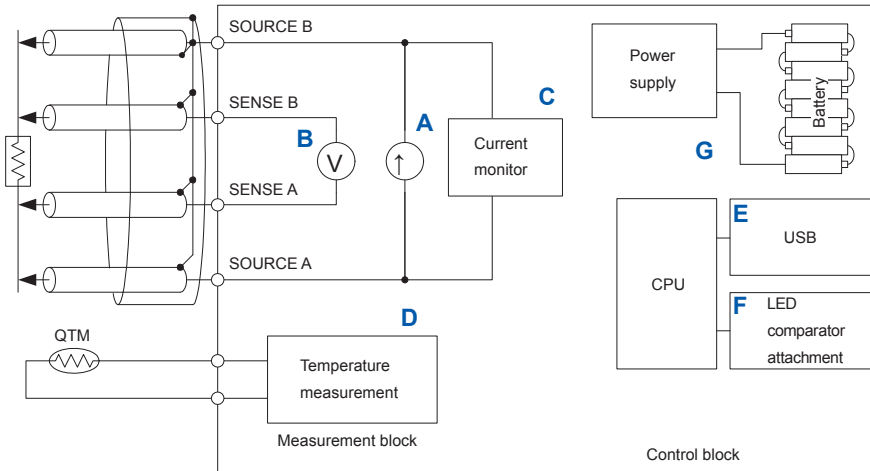 SOURCE B
SENSE B
SENSE A
SOURCE A
B
V
A
↑
C
Current
monitor
Power
supply
Battery
G
CPU
E
USB
F
LED
comparator
attachment
QTM
D
Temperature
measurement
Measurement block
Control block